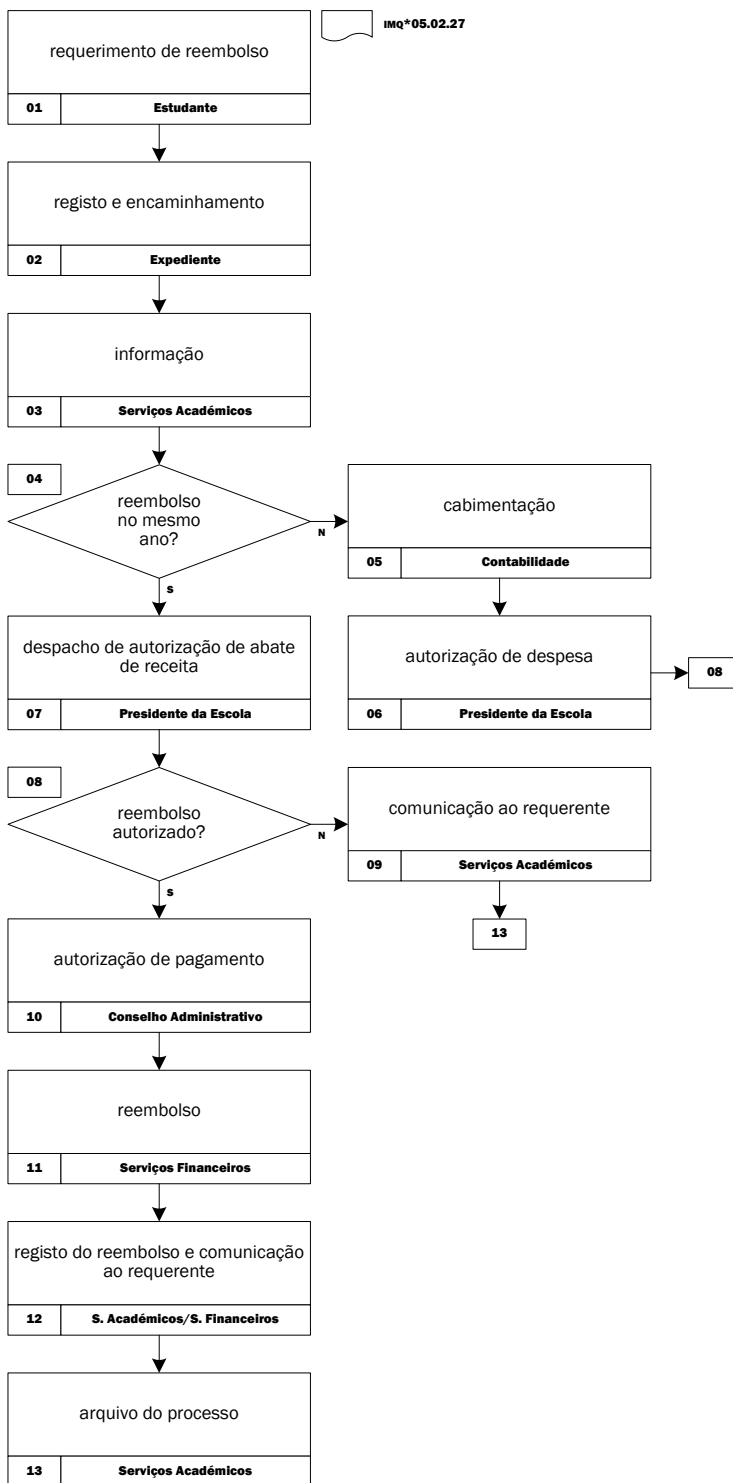 requerimento de reembolso
IMQ*05.02.27
01 Estudante
registo e encaminhamento
02 Expediente
informação
03 Serviços Académicos
04
reembolso
no mesmo
ano?
N
S
cabimentação
05 Contabilidade
despacho de autorização de abate
de receita
07 Presidente da Escola
autorização de despesa
06 Presidente da Escola
08
08
reembolso
autorizado?
N
S
comunicação ao requerente
09 Serviços Académicos
13
autorização de pagamento
10 Conselho Administrativo
reembolso
11 Serviços Financeiros
registo do reembolso e comunicação
ao requerente
12 S. Académicos/S. Financeiros
arquivo do processo
13 Serviços Académicos